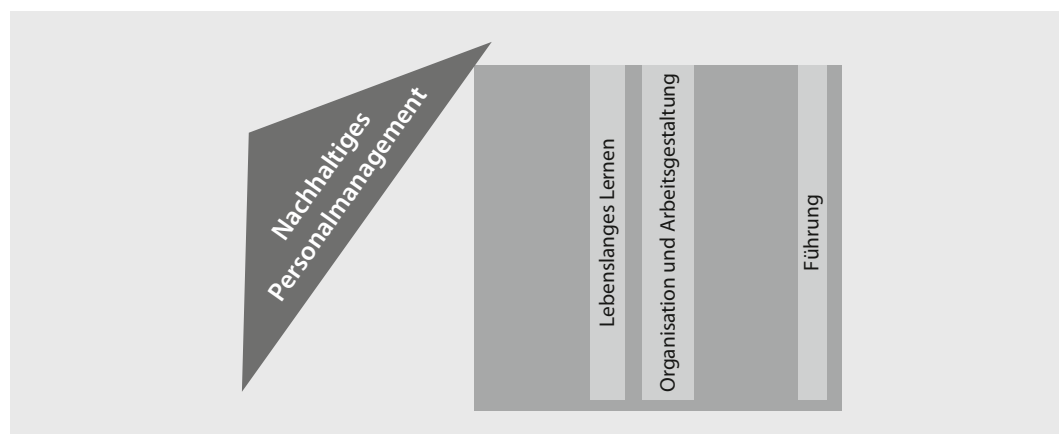 Nachhaltiges
Personalmanagement
Lebenslanges Lernen
Organisation und Arbeitsgestaltung
Führung